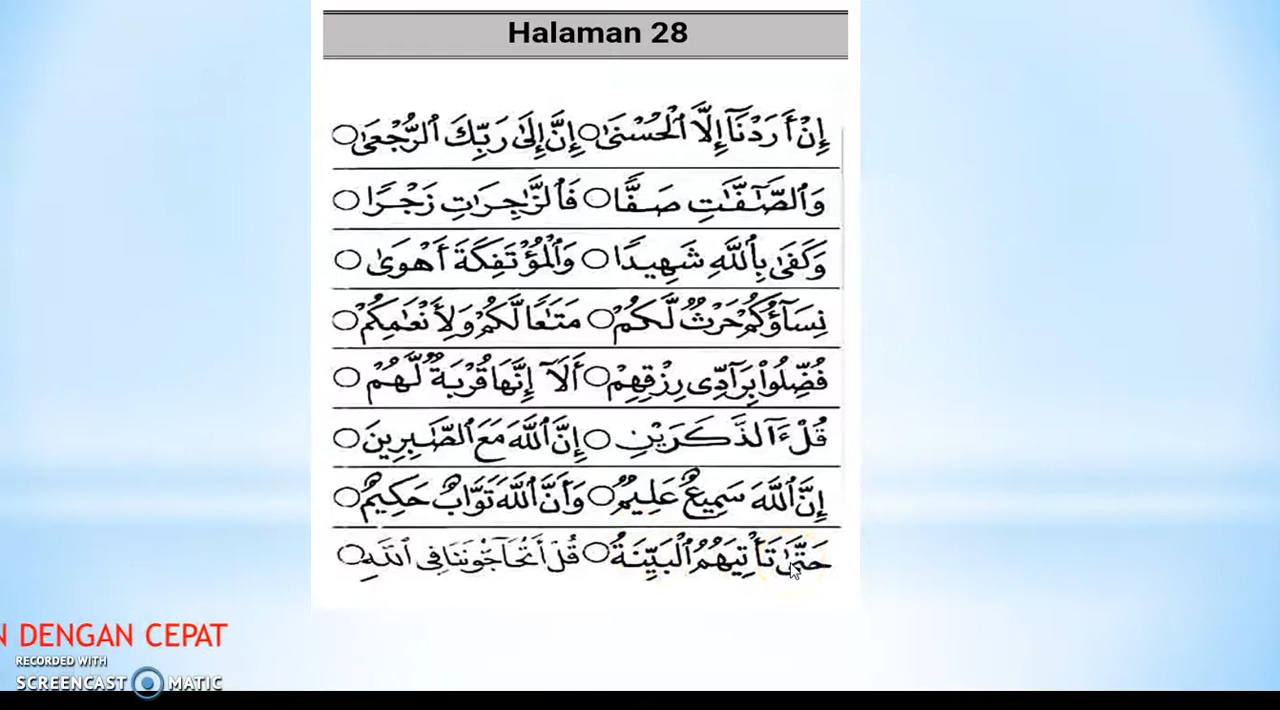 Halaman 28
إِنْ أَرَدْنَآ إِلَّا ٱلْحُسْنَىٰ ○ إِنَّ إِلَىٰ رَبِّكَ ٱلرُّجْعَىٰ ○
وَٱلصَّـٰٓفَّـٰتِ صَفًّا ○ فَٱلزَّٰجِرَٰتِ زَجْرًا ○
وَكَفَىٰ بِٱللَّهِ شَهِيدًا ○ وَٱلْمُؤْتَفِكَةَ أَهْوَىٰ ○
نِسَآؤُكُمْ حَرْثٌ لَّكُمْ ○ مَتَـٰعًا لَّكُمْ وَلِأَنْعَـٰمِكُمْ ○
فُضِّلُوا۟ بِرَآدِّى رِزْقِهِمْ ○ أَلَآ إِنَّهَا قُرْبَةٌ لَّهُمْ ○
قُلْ ءَآلذَّكَرَيْنِ ○ إِنَّ ٱللَّهَ مَعَ ٱلصَّـٰبِرِينَ ○
إِنَّ ٱللَّهَ سَمِيعٌ عَلِيمٌ ○ وَأَنَّ ٱللَّهَ تَوَّابٌ حَكِيمٌ ○
حَتَّىٰ تَأْتِيَهُمُ ٱلْبَيِّنَةُ ○ قُلْ أَتُحَآجُّونَنَا فِى ٱللَّهِ ○
N DENGAN CEPAT
RECORDED WITH
SCREENCAST MATIC